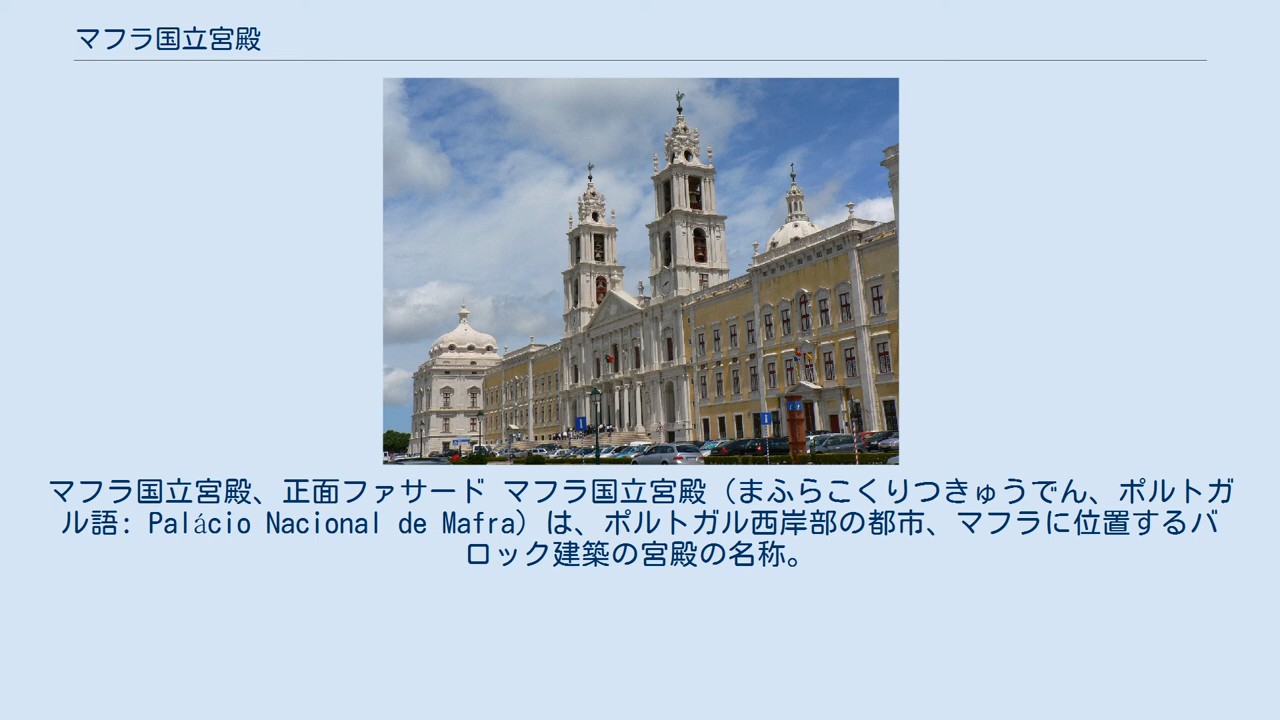 マフラ国立宮殿
マフラ国立宮殿、正面ファサード マフラ国立宮殿（まふらこくりつきゅうでん、ポルトガ
ル語: Palácio Nacional de Mafra）は、ポルトガル西岸部の都市、マフラに位置するバ
ロック建築の宮殿の名称。